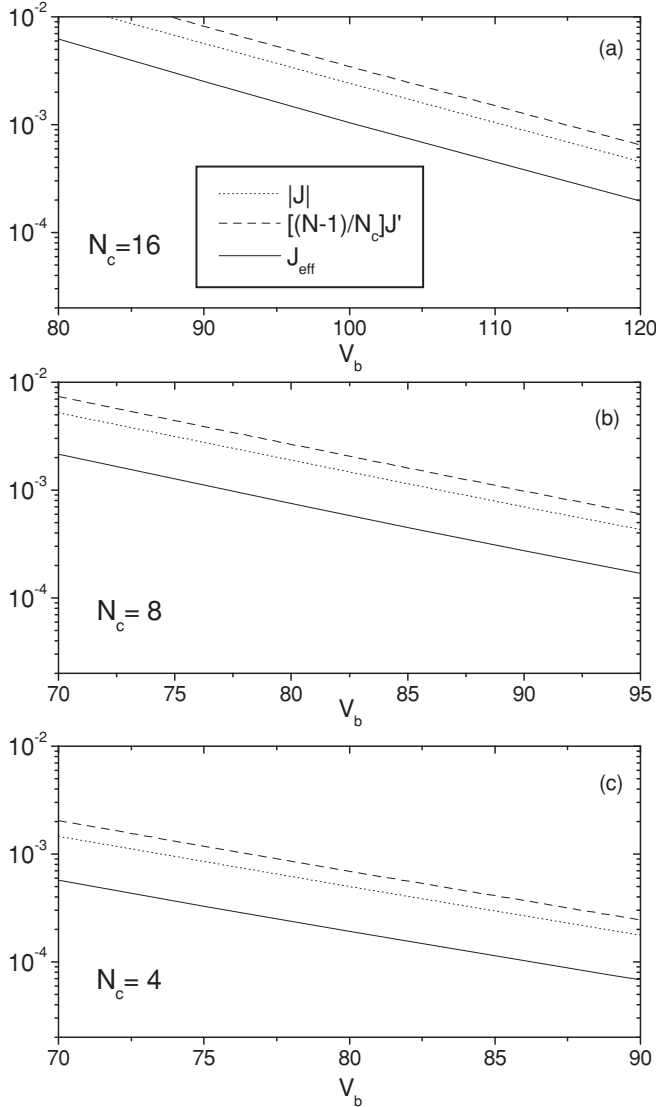 10⁻²
(a)
10⁻³
|J|
[(N-1)/N_c]J'
J_eff
10⁻⁴
N_c=16
80 90 100 110 120
V_b
10⁻²
(b)
10⁻³
10⁻⁴
N_c= 8
70 75 80 85 90 95
V_b
10⁻²
(c)
10⁻³
10⁻⁴
N_c= 4
70 75 80 85 90
V_b